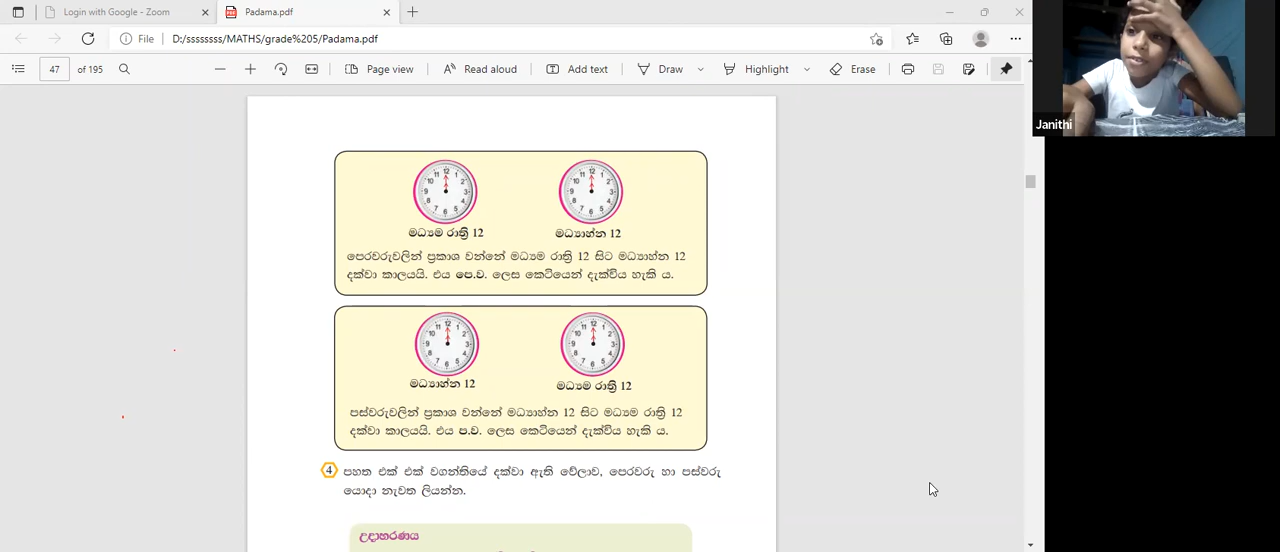 Login with Google - Zoom
Padama.pdf
File
D:/ssssssss/MATHS/grade%205/Padama.pdf
47 of 195
Page view
Read aloud
Add text
Draw
Highlight
Erase
Janithi
මධ්‍යම රාත්‍රි 12
මධ්‍යාහ්න 12
පෙරවරුවලින් ප්‍රකාශ වන්නේ මධ්‍යම රාත්‍රි 12 සිට මධ්‍යාහ්න 12
දක්වා කාලයයි. එය පෙ.ව. ලෙස කෙටියෙන් දැක්විය හැකි ය.
මධ්‍යාහ්න 12
මධ්‍යම රාත්‍රි 12
පස්වරුවලින් ප්‍රකාශ වන්නේ මධ්‍යාහ්න 12 සිට මධ්‍යම රාත්‍රි 12
දක්වා කාලයයි. එය ප.ව. ලෙස කෙටියෙන් දැක්විය හැකි ය.
4 පහත එක් එක් වගන්තියේ දක්වා ඇති වේලාව, පෙරවරු හා පස්වරු
යොදා නැවත ලියන්න.
උදාහරණය